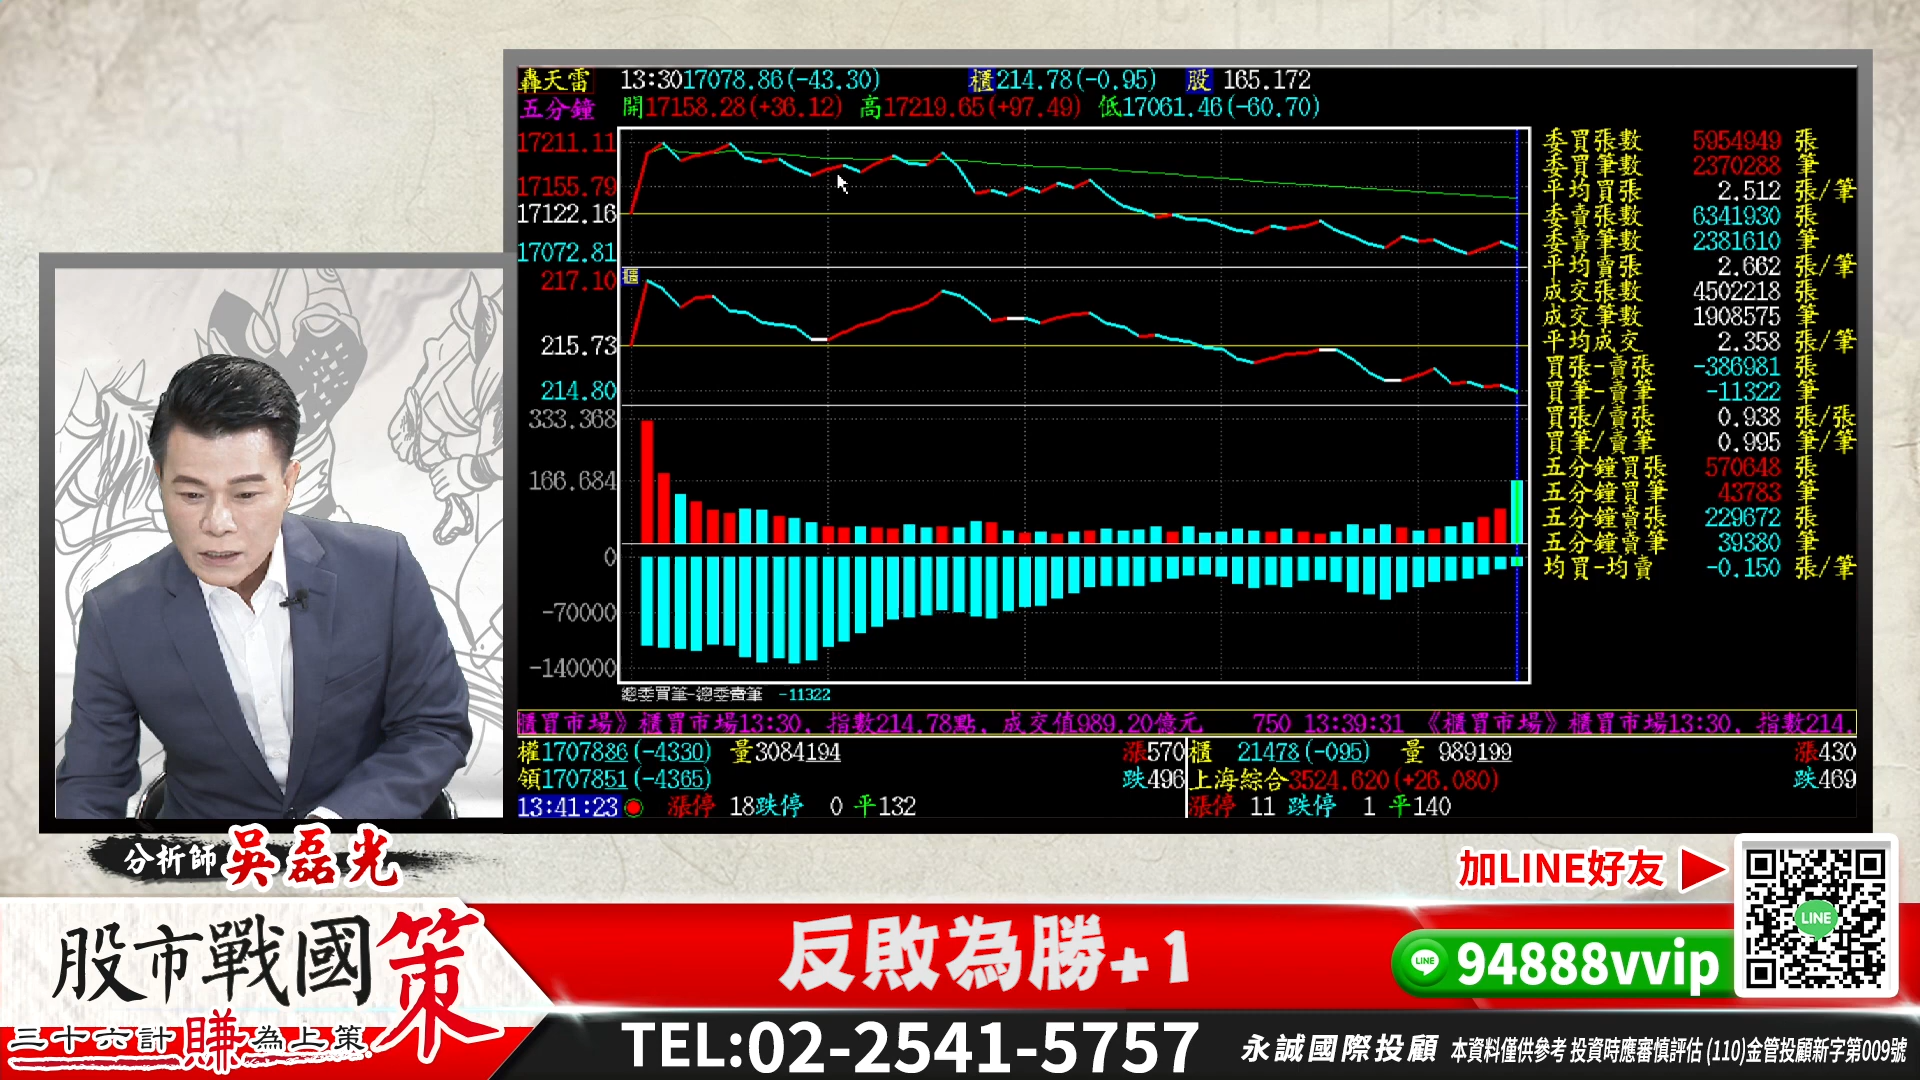 轟天雷 13:30 17078.86(-43.30) 櫃 214.78(-0.95) 股 165.172
五分鐘 開17158.28(+36.12) 高17219.65(+97.49) 低17061.46(-60.70)
17211.11
17155.79
17122.16
17072.81
217.10
櫃
215.73
214.80
333.368
166.684
0
-70000
-140000
總委買筆-總委賣筆 -11322
委買張數 5954949 張
委買筆數 2370288 筆
平均買張 2.512 張/筆
委賣張數 6341930 張
委賣筆數 2381610 筆
平均賣張 2.662 張/筆
成交張數 4502218 張
成交筆數 1908575 筆
平均成交 2.358 張/筆
買張-賣張 -386981 張
買筆-賣筆 -11322 筆
買張/賣張 0.938 張/張
買筆/賣筆 0.995 筆/筆
五分鐘買張 570648 張
五分鐘買筆 43783 筆
五分鐘賣張 229672 張
五分鐘賣筆 39380 筆
均買-均賣 -0.150 張/筆
櫃買市場》櫃買市場13:30, 指數214.78點, 成交值989.20億元 750 13:39:31 《櫃買市場》櫃買市場13:30, 指數214.
權1707886(-4330) 量3084194 漲570 櫃 21478(-095) 量 989199 漲430
領1707851(-4365) 跌496 上海綜合3524.620(+26.080) 跌469
13:41:23 漲停 18跌停 0 平132 漲停 11 跌停 1 平140
分析師 吳磊光
加LINE好友
LINE
股市戰國策
三十六計賺為上策
反敗為勝+1
LINE 94888vvip
TEL:02-2541-5757
永誠國際投顧 本資料僅供參考 投資時應審慎評估 (110)金管投顧新字第009號